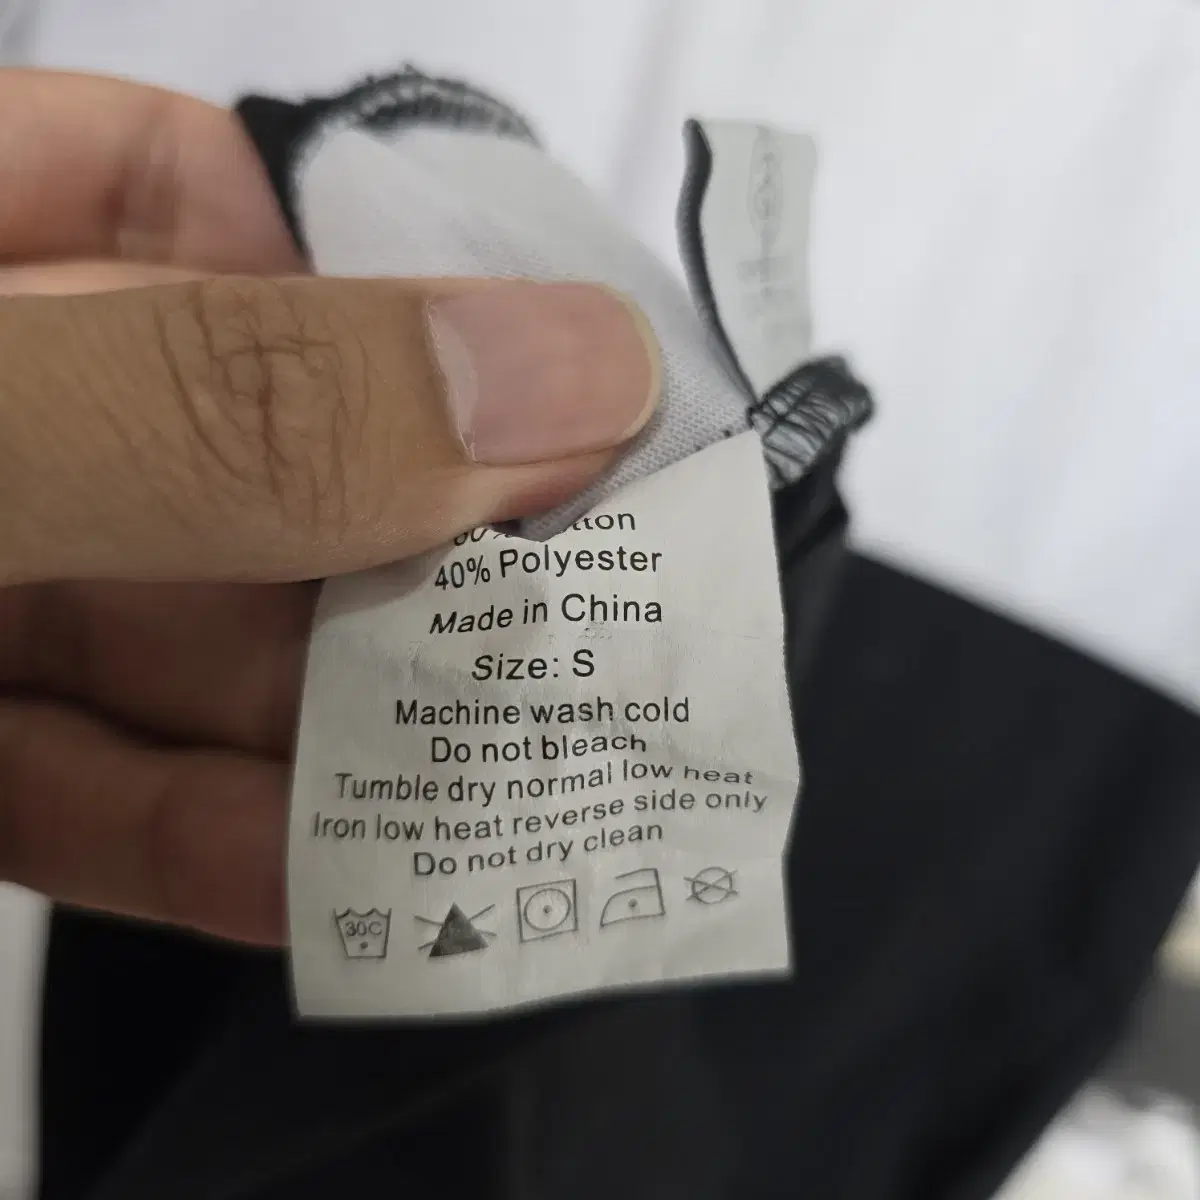 40% Polyester
Made in China
Size: S
Machine wash cold
Do not bleach
Tumble dry normal low heat
Iron low heat reverse side only
Do not dry clean
30C